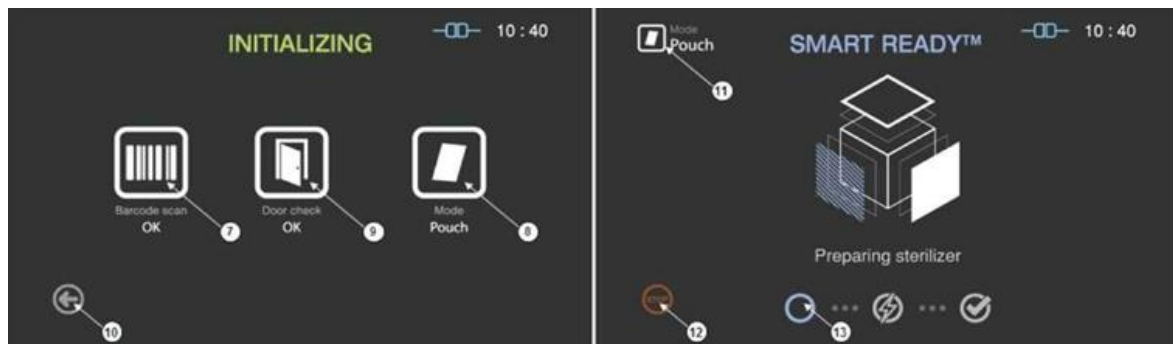 INITIALIZING
10 : 40
Barcode scan
OK
7
Door check
OK
9
Mode
Pouch
8
10
Mode
Pouch
11
SMART READY™
10 : 40
Preparing sterilizer
STOP
12
13